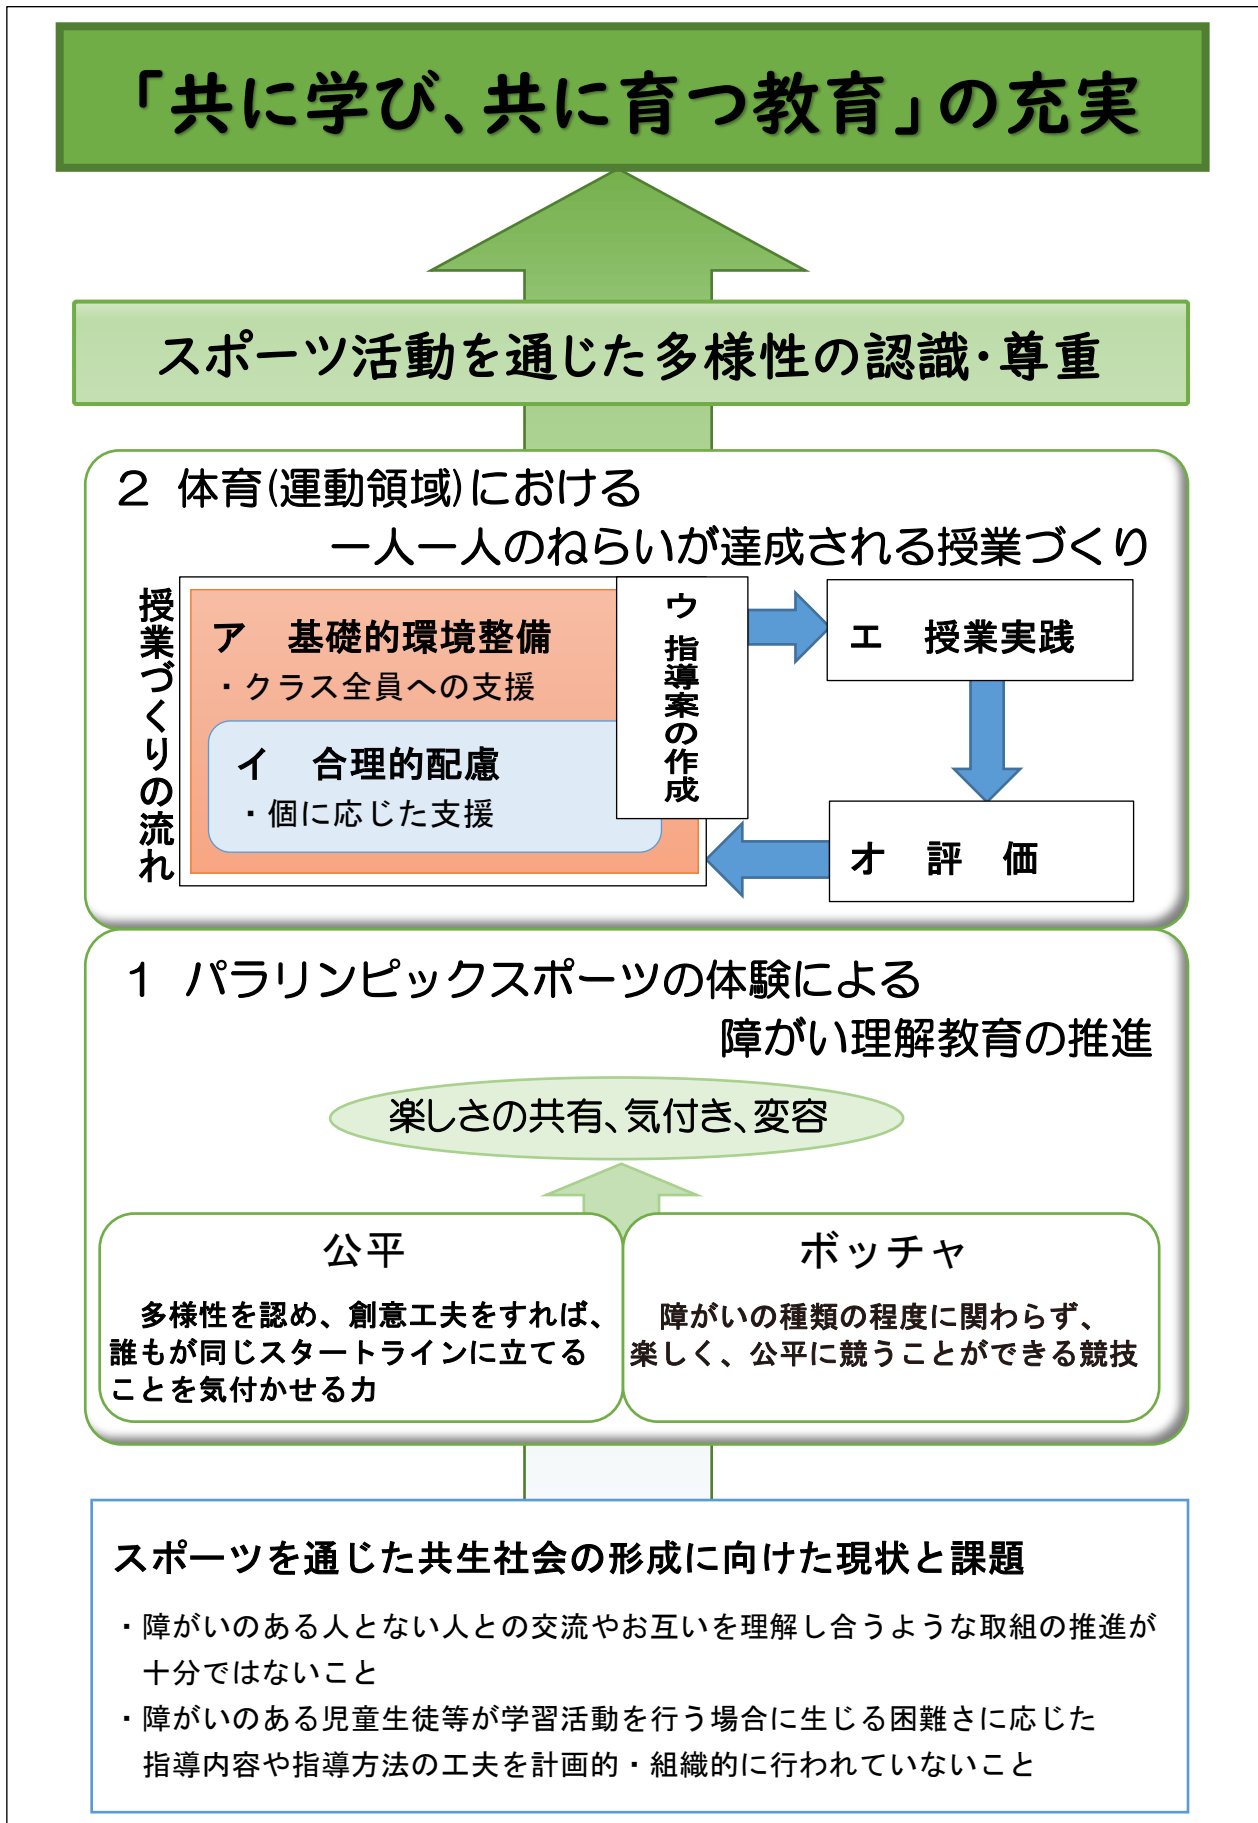 「共に学び、共に育つ教育」の充実
スポーツ活動を通じた多様性の認識・尊重
２ 体育(運動領域)における
一人一人のねらいが達成される授業づくり
授業づくりの流れ
ア 基礎的環境整備
・クラス全員への支援
イ 合理的配慮
・個に応じた支援
ウ 指導案の作成
エ 授業実践
オ 評 価
１ パラリンピックスポーツの体験による
障がい理解教育の推進
楽しさの共有、気付き、変容
公平
多様性を認め、創意工夫をすれば、
誰もが同じスタートラインに立てる
ことを気付かせる力
ボッチャ
障がいの種類の程度に関わらず、
楽しく、公平に競うことができる競技
スポーツを通じた共生社会の形成に向けた現状と課題
・障がいのある人とない人との交流やお互いを理解し合うような取組の推進が
十分ではないこと
・障がいのある児童生徒等が学習活動を行う場合に生じる困難さに応じた
指導内容や指導方法の工夫を計画的・組織的に行われていないこと